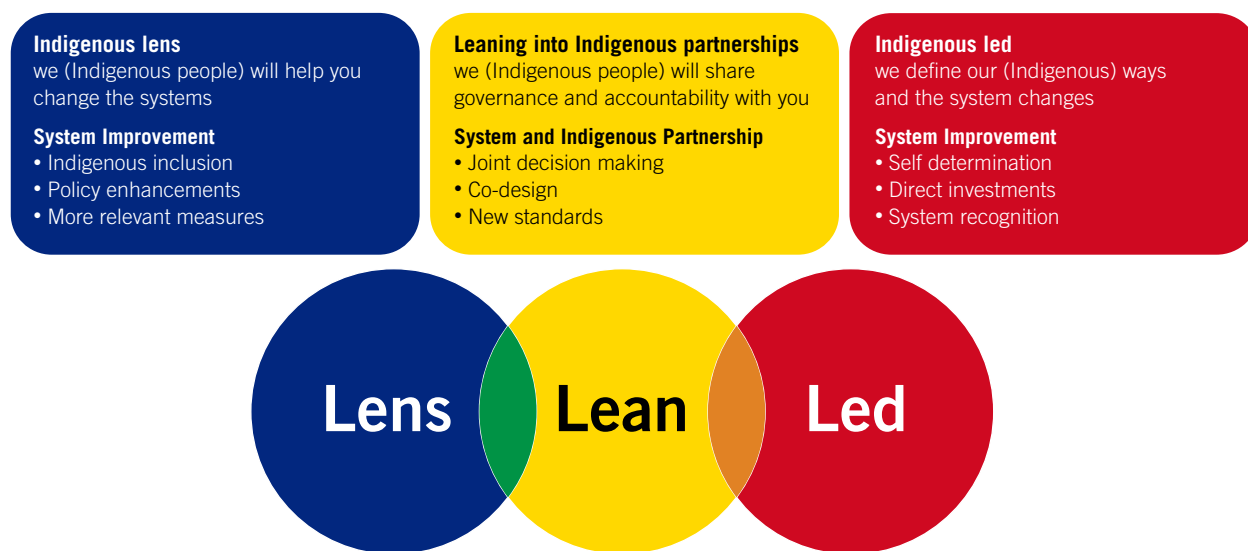 Indigenous lens
we (Indigenous people) will help you
change the systems
System Improvement
• Indigenous inclusion
• Policy enhancements
• More relevant measures
Leaning into Indigenous partnerships
we (Indigenous people) will share
governance and accountability with you
System and Indigenous Partnership
• Joint decision making
• Co-design
• New standards
Indigenous led
we define our (Indigenous) ways
and the system changes
System Improvement
• Self determination
• Direct investments
• System recognition
Lens
Lean
Led